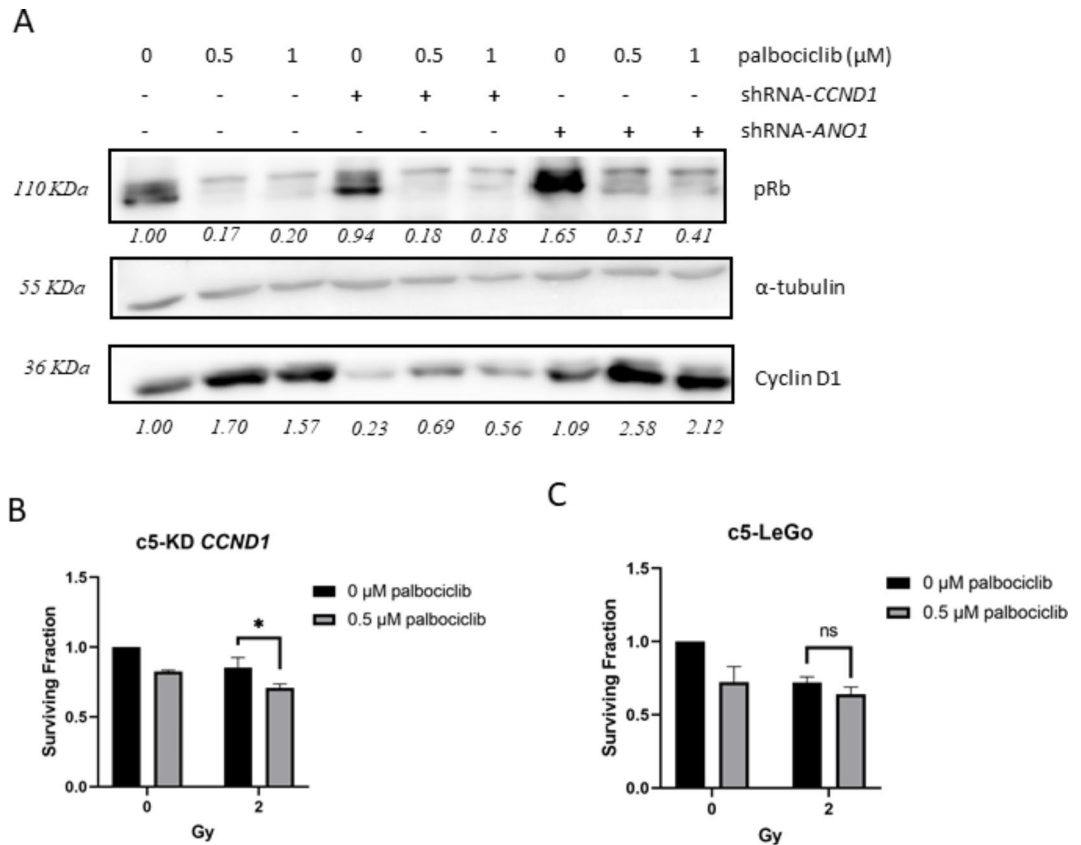 A
0 0.5 1 0 0.5 1 0 0.5 1 palbociclib (µM)
- - - + + + - - - shRNA-CCND1
- - - - - - + + + shRNA-ANO1
110 KDa pRb
1.00 0.17 0.20 0.94 0.18 0.18 1.65 0.51 0.41
55 KDa α-tubulin
36 KDa Cyclin D1
1.00 1.70 1.57 0.23 0.69 0.56 1.09 2.58 2.12
B
c5-KD CCND1
0 µM palbociclib
0.5 µM palbociclib
*
Surviving Fraction
1.5
1.0
0.5
0.0
0 2
Gy
C
c5-LeGo
0 µM palbociclib
0.5 µM palbociclib
ns
Surviving Fraction
1.5
1.0
0.5
0.0
0 2
Gy